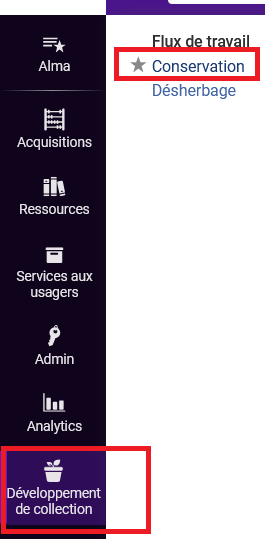 Alma
Acquisitions
Ressources
Services aux
usagers
Admin
Analytics
Développement
de collection
Flux de travail
Conservation
Désherbage